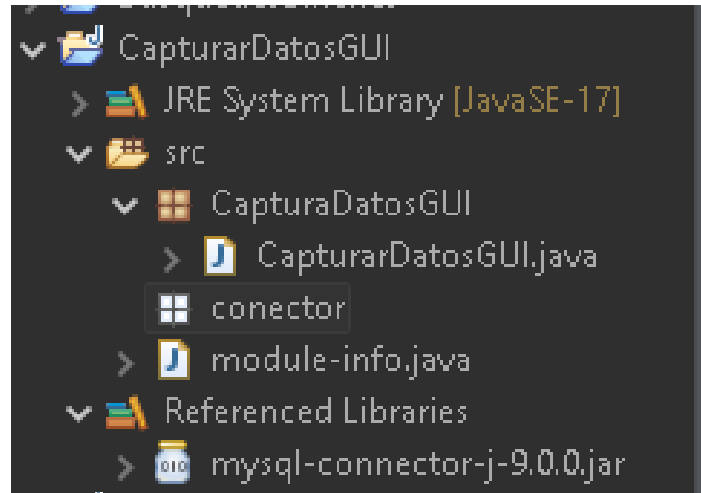 CapturarDatosGUI
JRE System Library [JavaSE-17]
src
CapturaDatosGUI
CapturarDatosGUI.java
conector
module-info.java
Referenced Libraries
mysql-connector-j-9.0.0.jar